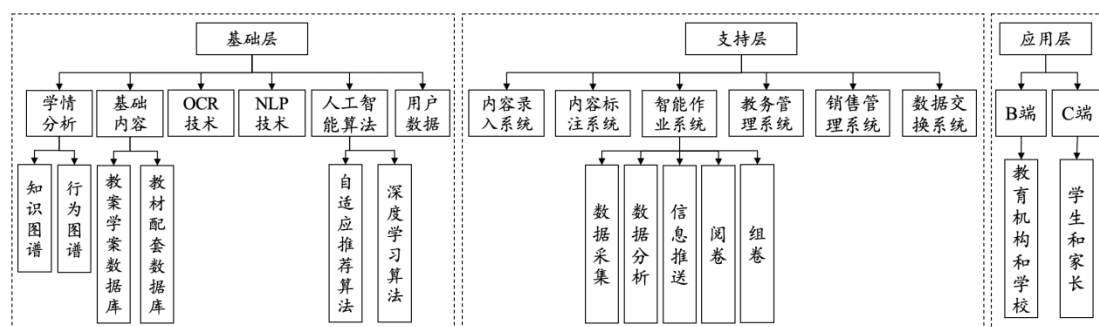 基础层
支持层
应用层
学情
分析
基础
内容
OCR
技术
NLP
技术
人工智
能算法
用户
数据
内容录
入系统
内容标
注系统
智能作
业系统
教务管
理系统
销售管
理系统
数据交
换系统
B端
C端
知识图谱
行为图谱
教案学案数据库
教材配套数据库
自适应推荐算法
深度学习算法
数据采集
数据分析
信息推送
阅卷
组卷
教育机构和学校
学生和家长